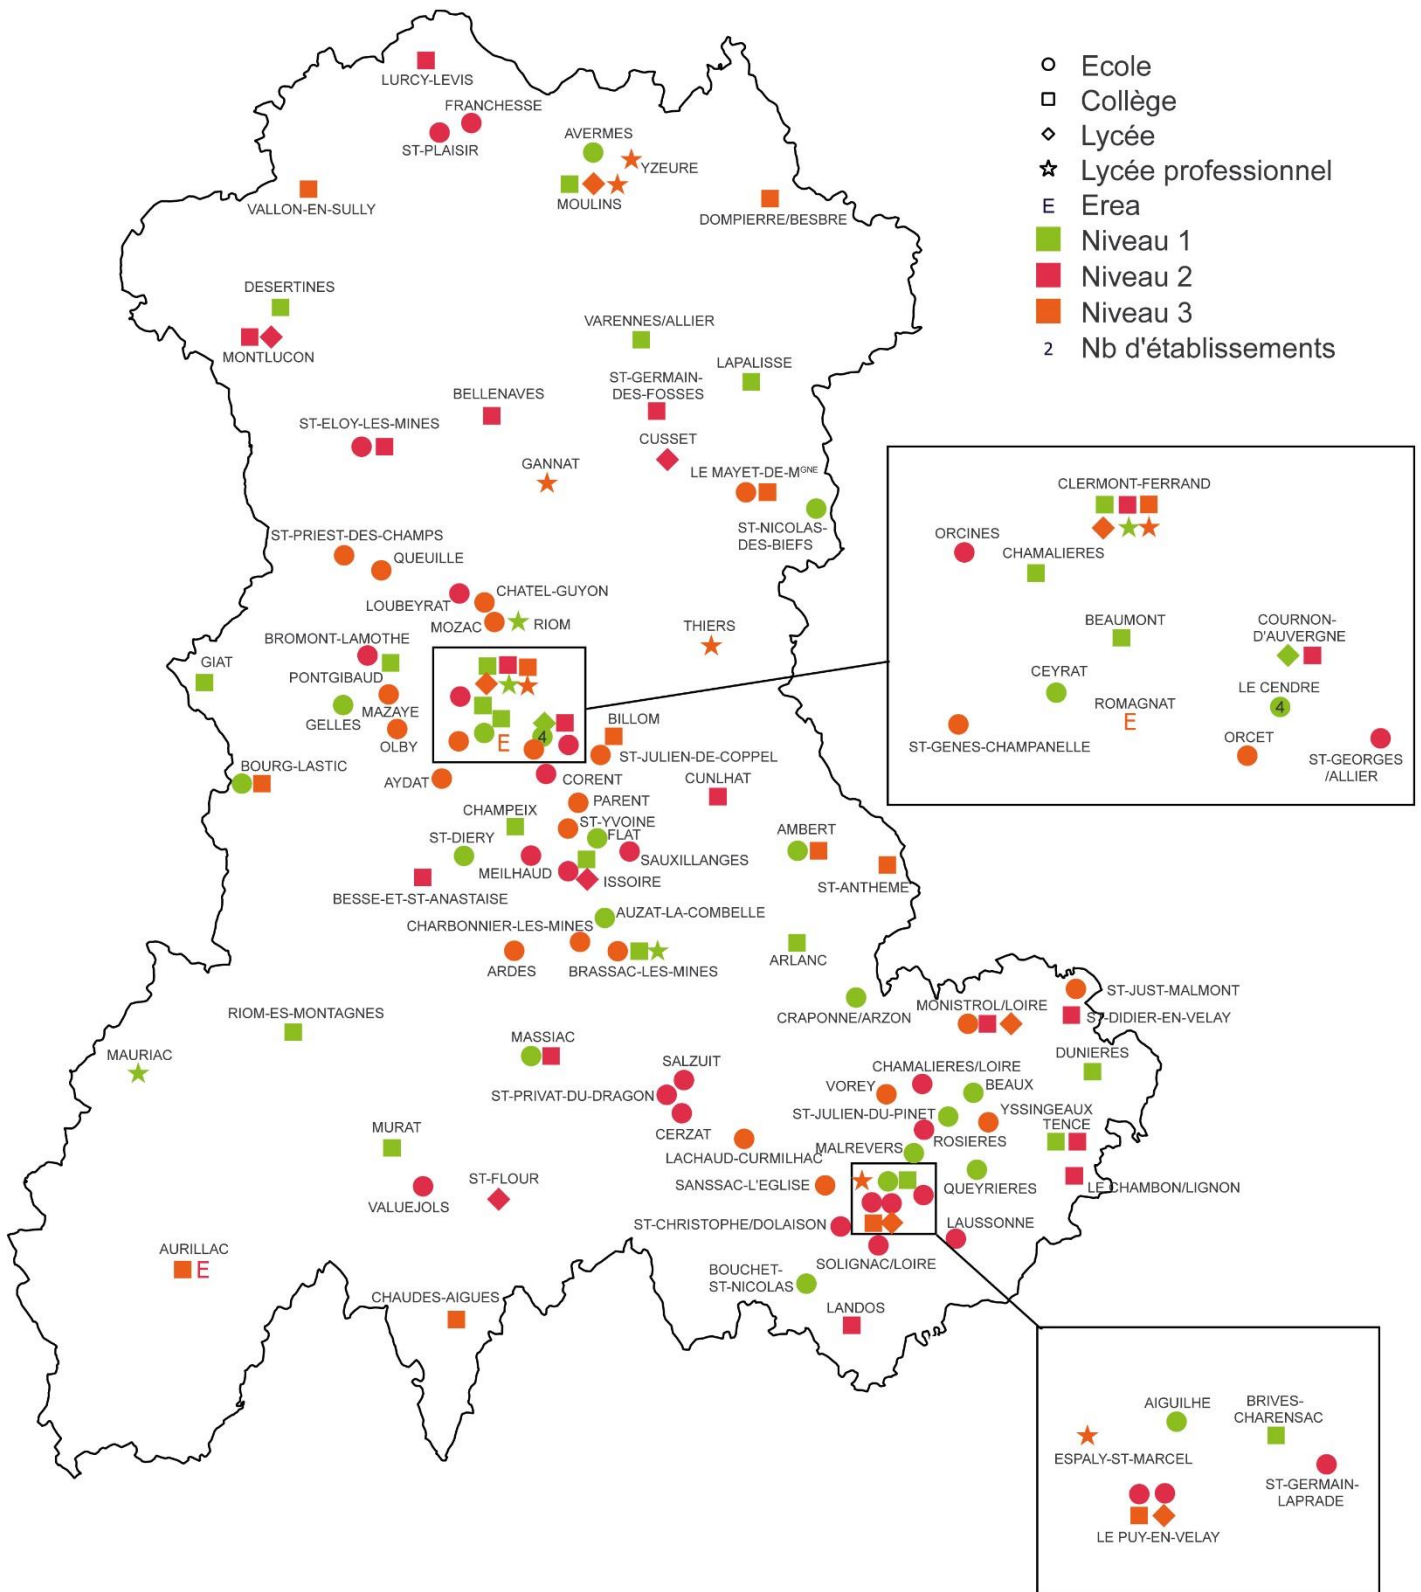 LURCY-LEVIS
FRANCHESSE
ST-PLAISIR
AVERMES
YZEURE
MOULINS
VALLON-EN-SULLY
DOMPIERRE/BESBRE
Ecole
Collège
Lycée
Lycée professionnel
E Erea
Niveau 1
Niveau 2
Niveau 3
2 Nb d'établissements
DESERTINES
MONTLUCON
VARENNES/ALLIER
LAPALISSE
ST-GERMAIN-
DES-FOSSES
BELLENAVES
ST-ELOY-LES-MINES
CUSSET
GANNAT
LE MAYET-DE-MGNE
ST-NICOLAS-
DES-BIEFS
ST-PRIEST-DES-CHAMPS
QUEUILLE
CHATEL-GUYON
LOUBEYRAT
MOZAC
RIOM
THIERS
BROMONT-LAMOTHE
GIAT
PONTGIBAUD
MAZAYE
GELLES
OLBY
E
4
BILLOM
ST-JULIEN-DE-COPPEL
BOURG-LASTIC
AYDAT
CORENT
CUNLHAT
PARENT
CHAMPEIX
ST-YVOINE
FLAT
ST-DIERY
SAUXILLANGES
MEILHAUD
ISSOIRE
AMBERT
ST-ANTHEME
BESSE-ET-ST-ANASTAISE
AUZAT-LA-COMBELLE
CHARBONNIER-LES-MINES
ARDES
BRASSAC-LES-MINES
ARLANC
CLERMONT-FERRAND
ORCINES
CHAMALIERES
BEAUMONT
COURNON-
D'AUVERGNE
CEYRAT
LE CENDRE
4
ROMAGNAT
E
ST-GENES-CHAMPANELLE
ORCET
ST-GEORGES
/ALLIER
CRAPONNE/ARZON
MONISTROL/LOIRE
ST-JUST-MALMONT
ST-DIDIER-EN-VELAY
DUNIERES
RIOM-ES-MONTAGNES
MAURIAC
MASSIAC
SALZUIT
ST-PRIVAT-DU-DRAGON
CERZAT
CHAMALIERES/LOIRE
VOREY
BEAUX
ST-JULIEN-DU-PINET
YSSINGEAUX
TENCE
ROSIERES
MALREVERS
MURAT
LACHAUD-CURMILHAC
VALUEJOLS
ST-FLOUR
SANSSAC-L'EGLISE
QUEYRIERES
LE CHAMBON/LIGNON
ST-CHRISTOPHE/DOLAISON
LAUSSONNE
SOLIGNAC/LOIRE
AURILLAC
E
BOUCHET-
ST-NICOLAS
CHAUDES-AIGUES
LANDOS
AIGUILHE
BRIVES-
CHARENSAC
ESPALY-ST-MARCEL
ST-GERMAIN-
LAPRADE
LE PUY-EN-VELAY